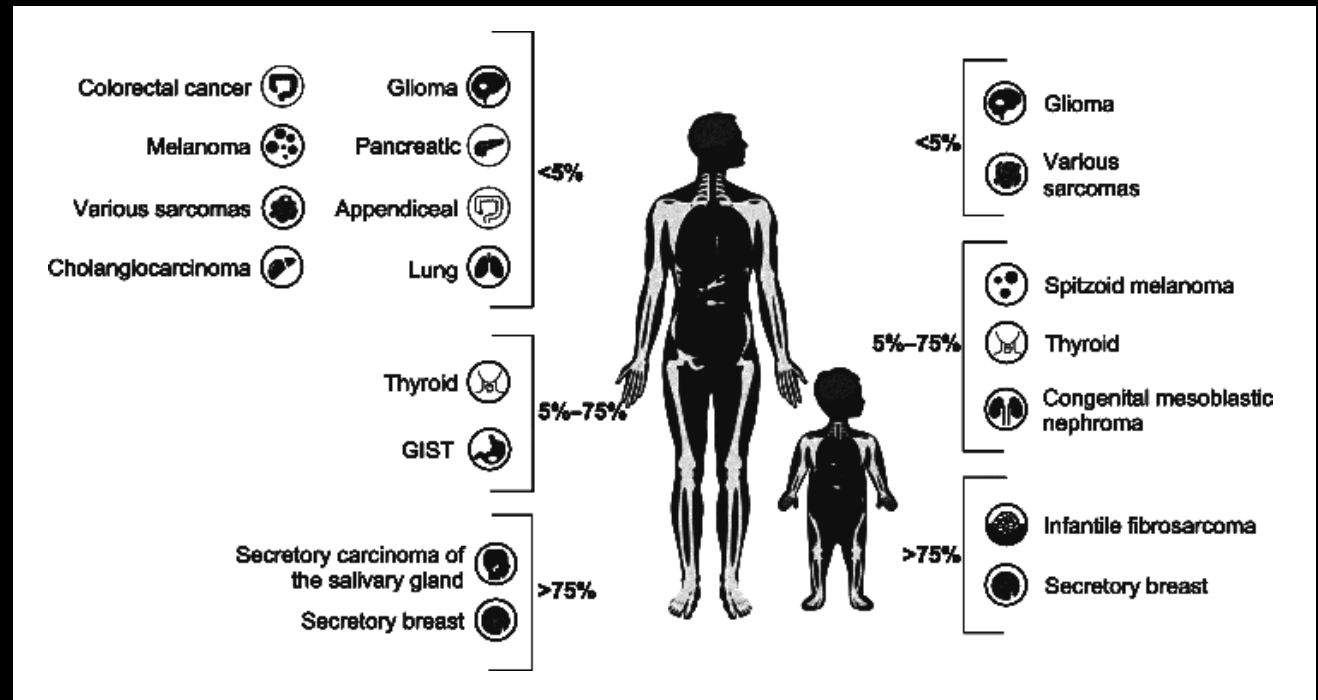 Colorectal cancer
Glioma
Melanoma
Pancreatic
Various sarcomas
Appendiceal
Cholangiocarcinoma
Lung
<5%
Thyroid
GIST
5%–75%
Secretory carcinoma of
the salivary gland
Secretory breast
>75%
<5%
Glioma
Various
sarcomas
5%–75%
Spitzoid melanoma
Thyroid
Congenital mesoblastic
nephroma
>75%
Infantile fibrosarcoma
Secretory breast